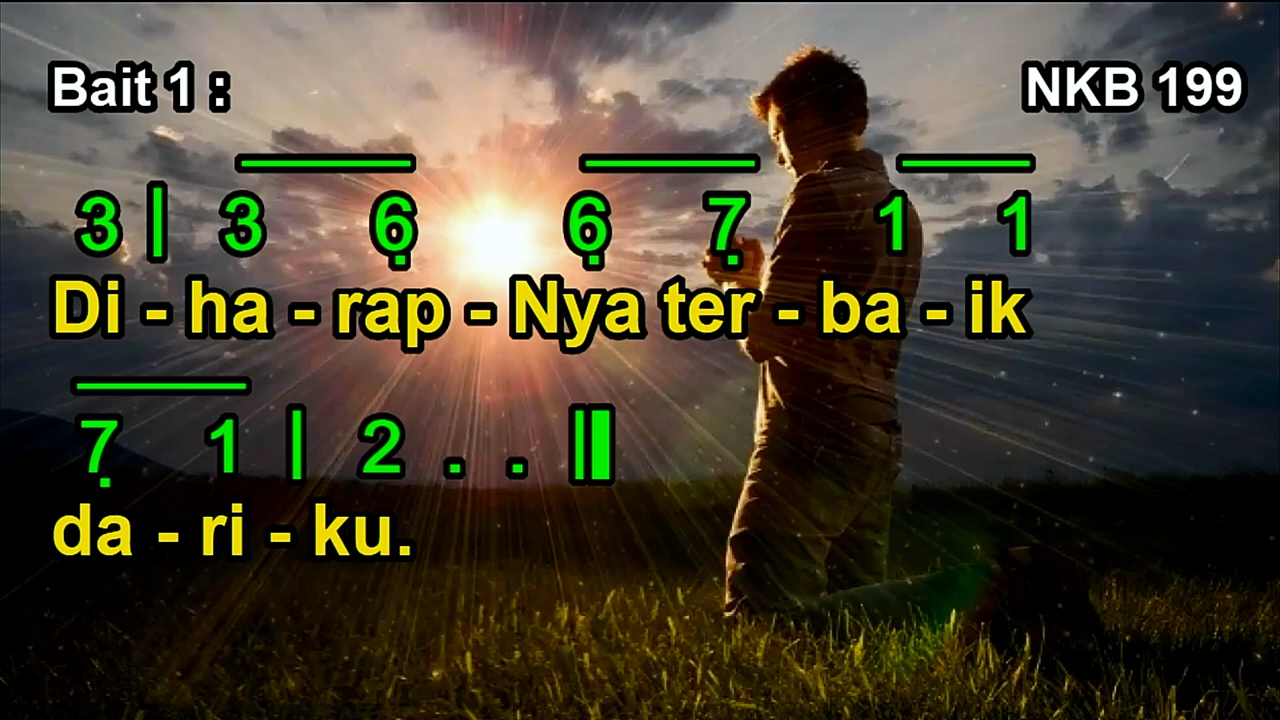 Bait 1 :
NKB 199
3 | 3 6̣ 6̣ 7̣ 1 1
Di - ha - rap - Nya ter - ba - ik
7̣ 1 | 2 . . ||
da - ri - ku.